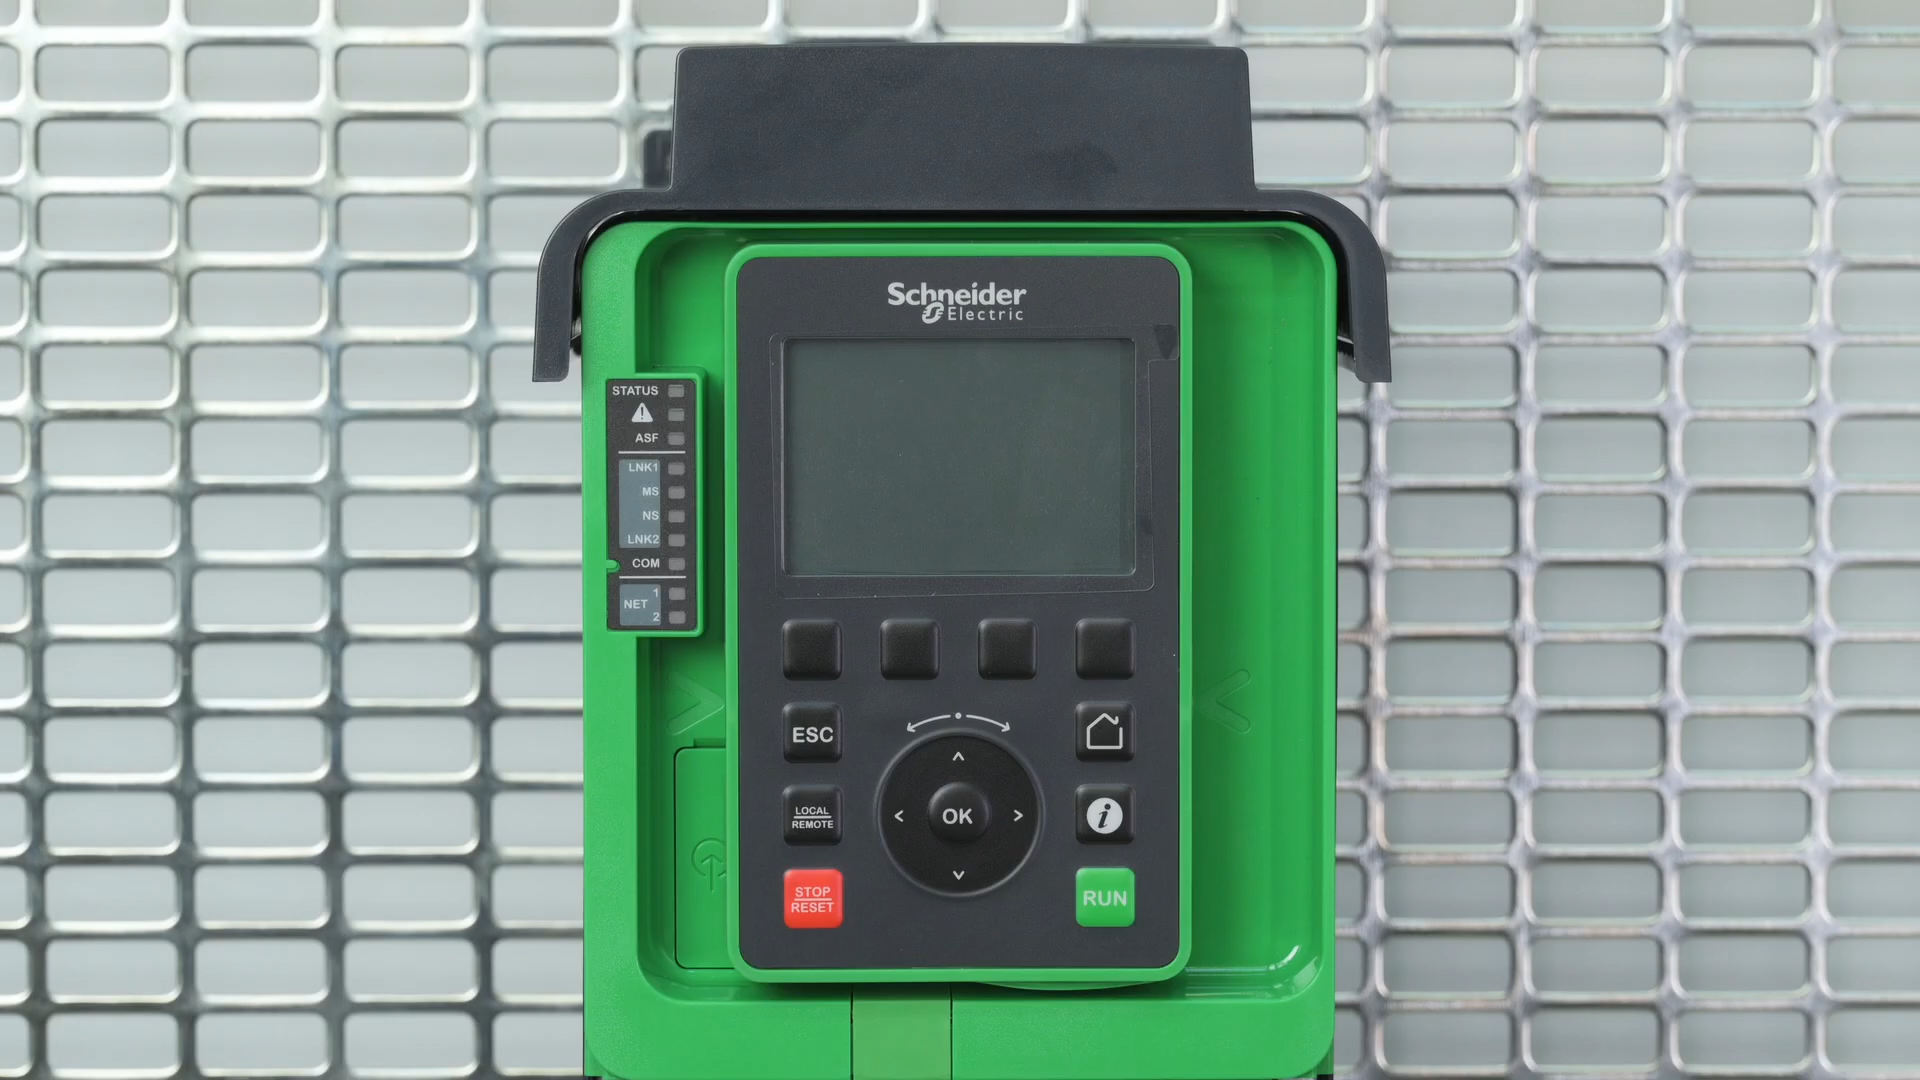 Schneider
Electric
STATUS
ASF
LNK1
MS
NS
LNK2
COM
NET 1
2
ESC
LOCAL
REMOTE
OK
i
STOP
RESET
RUN